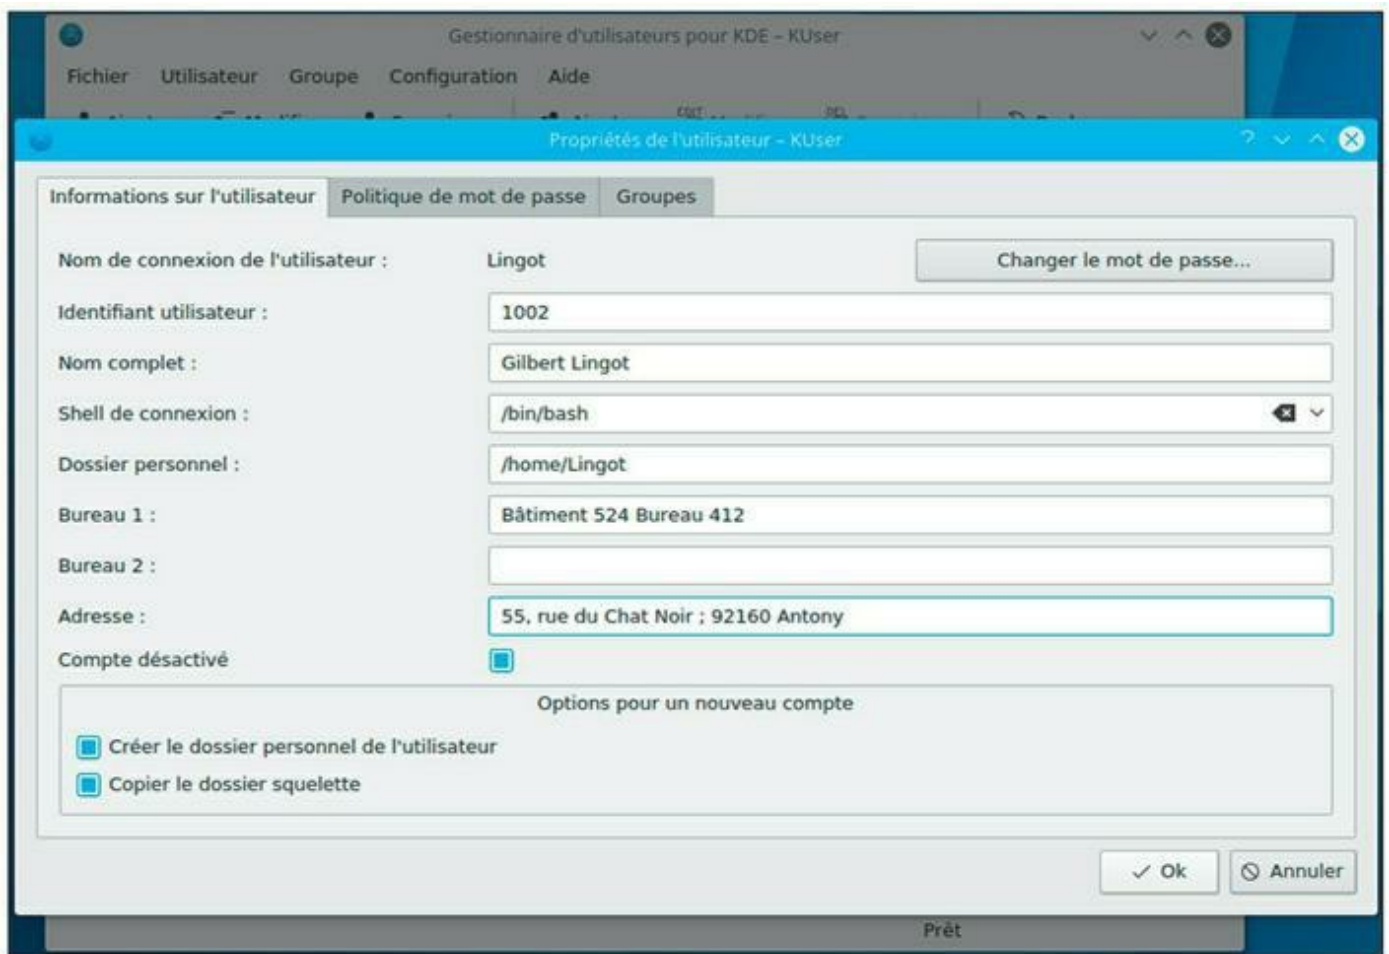 Gestionnaire d'utilisateurs pour KDE – KUser
Fichier Utilisateur Groupe Configuration Aide
Propriétés de l'utilisateur – KUser
Informations sur l'utilisateur Politique de mot de passe Groupes
Nom de connexion de l'utilisateur : Lingot Changer le mot de passe...
Identifiant utilisateur : 1002
Nom complet : Gilbert Lingot
Shell de connexion : /bin/bash
Dossier personnel : /home/Lingot
Bureau 1 : Bâtiment 524 Bureau 412
Bureau 2 :
Adresse : 55, rue du Chat Noir ; 92160 Antony
Compte désactivé
Options pour un nouveau compte
Créer le dossier personnel de l'utilisateur
Copier le dossier squelette
Ok Annuler
Prêt